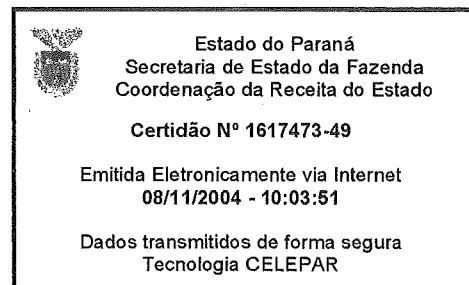 Estado do Paraná
Secretaria de Estado da Fazenda
Coordenação da Receita do Estado
Certidão Nº 1617473-49
Emitida Eletronicamente via Internet
08/11/2004 - 10:03:51
Dados transmitidos de forma segura
Tecnologia CELEPAR